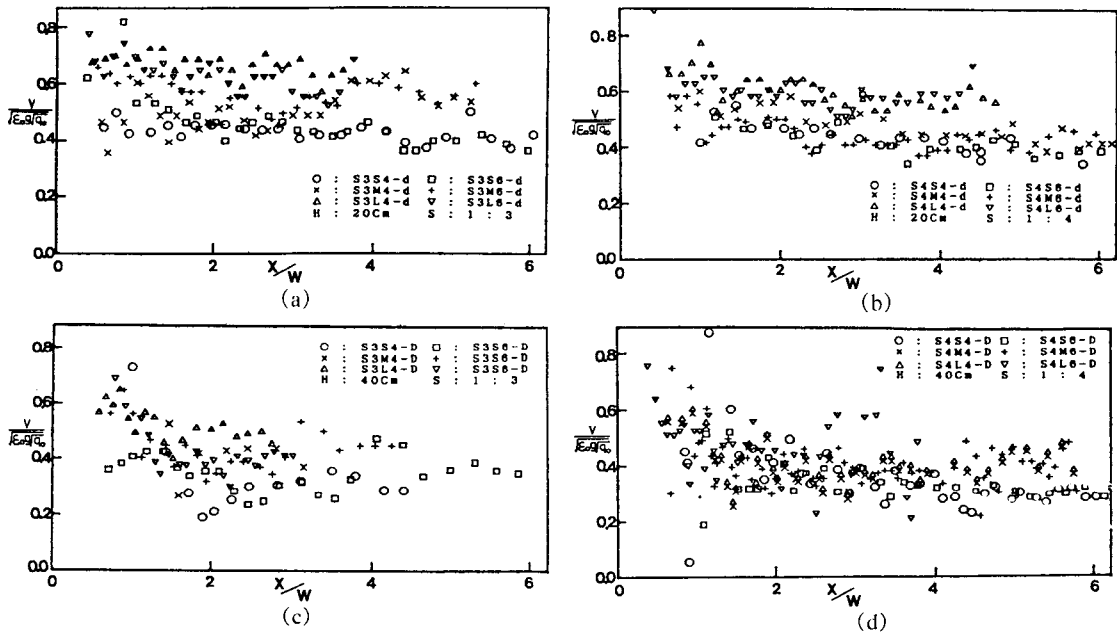 0.8
0.6
0.4
0.2
0.0
0
2
4
6
X/W
○ : S3S4-d □ : S3S6-d
× : S3M4-d + : S3M6-d
△ : S3L4-d ▽ : S3L6-d
H : 20Cm S : 1 : 3
(a)
0.8
0.6
0.4
0.2
0.0
0
2
4
6
X/W
○ : S4S4-d □ : S4S6-d
× : S4M4-d + : S4M6-d
△ : S4L4-d ▽ : S4L6-d
H : 20Cm S : 1 : 4
(b)
0.8
0.6
0.4
0.2
0.0
0
2
4
6
X/W
○ : S3S4-D □ : S3S6-D
× : S3M4-D + : S3S6-D
△ : S3L4-D ▽ : S3S6-D
H : 40Cm S : 1 : 3
(c)
0.8
0.6
0.4
0.2
0.0
0
2
4
6
X/W
○ : S4S4-D □ : S4S6-D
× : S4M4-D + : S4M6-D
△ : S4L4-D ▽ : S4L6-D
H : 40Cm S : 1 : 4
(d)